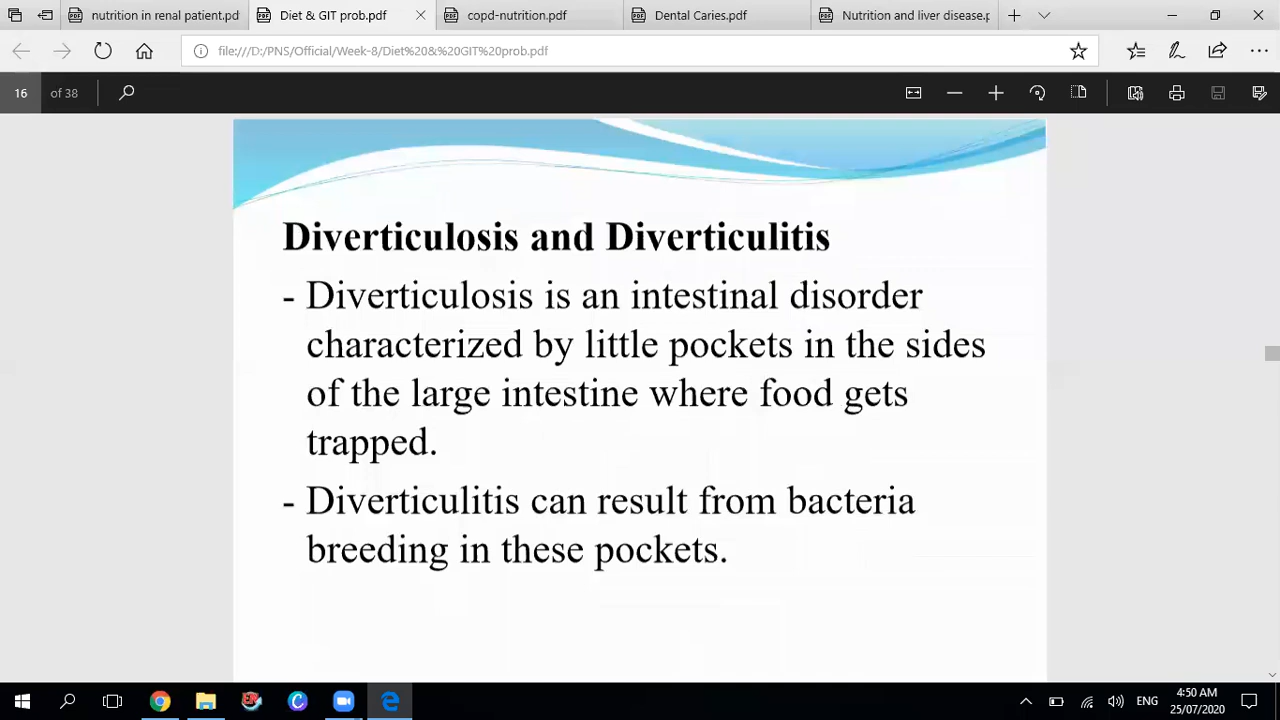 nutrition in renal patient.pd
Diet & GIT prob.pdf
copd-nutrition.pdf
Dental Caries.pdf
Nutrition and liver disease.p
file:///D:/PNS/Official/Week-8/Diet%20&%20GIT%20prob.pdf
16 of 38
Diverticulosis and Diverticulitis
- Diverticulosis is an intestinal disorder
characterized by little pockets in the sides
of the large intestine where food gets
trapped.
- Diverticulitis can result from bacteria
breeding in these pockets.
ENG
4:50 AM
25/07/2020